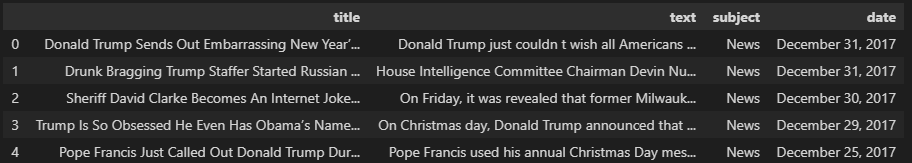 title text subject date
0 Donald Trump Sends Out Embarrassing New Year’... Donald Trump just couldn t wish all Americans ... News December 31, 2017
1 Drunk Bragging Trump Staffer Started Russian ... House Intelligence Committee Chairman Devin Nu... News December 31, 2017
2 Sheriff David Clarke Becomes An Internet Joke... On Friday, it was revealed that former Milwauk... News December 30, 2017
3 Trump Is So Obsessed He Even Has Obama’s Name... On Christmas day, Donald Trump announced that ... News December 29, 2017
4 Pope Francis Just Called Out Donald Trump Dur... Pope Francis used his annual Christmas Day mes... News December 25, 2017